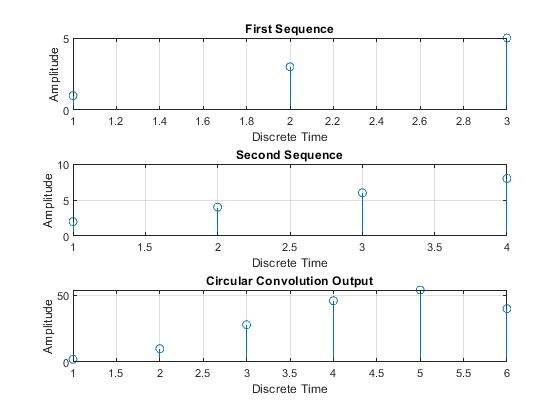 First Sequence
5
0
Amplitude
1 1.2 1.4 1.6 1.8 2 2.2 2.4 2.6 2.8 3
Discrete Time
Second Sequence
10
5
0
Amplitude
1 1.5 2 2.5 3 3.5 4
Discrete Time
Circular Convolution Output
50
0
Amplitude
1 1.5 2 2.5 3 3.5 4 4.5 5 5.5 6
Discrete Time